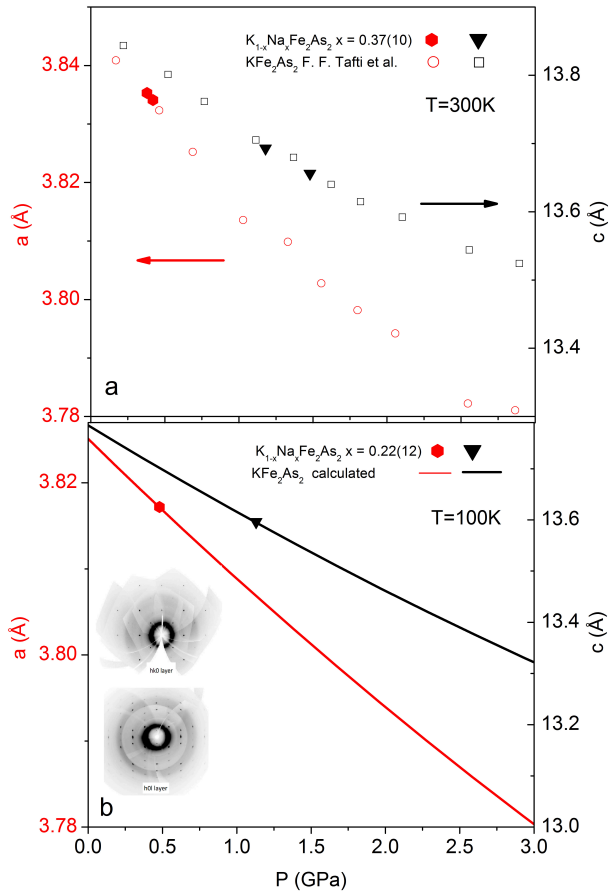 K₁₋ₓNaₓFe₂As₂ x = 0.37(10)
KFe₂As₂ F. F. Tafti et al.
T=300K
3.84
3.82
3.80
3.78
a (Å)
13.8
13.6
13.4
c (Å)
a
K₁₋ₓNaₓFe₂As₂ x = 0.22(12)
KFe₂As₂ calculated
T=100K
3.82
3.80
3.78
a (Å)
13.6
13.4
13.2
13.0
c (Å)
hk0 layer
h0l layer
b
0.0 0.5 1.0 1.5 2.0 2.5 3.0
P (GPa)